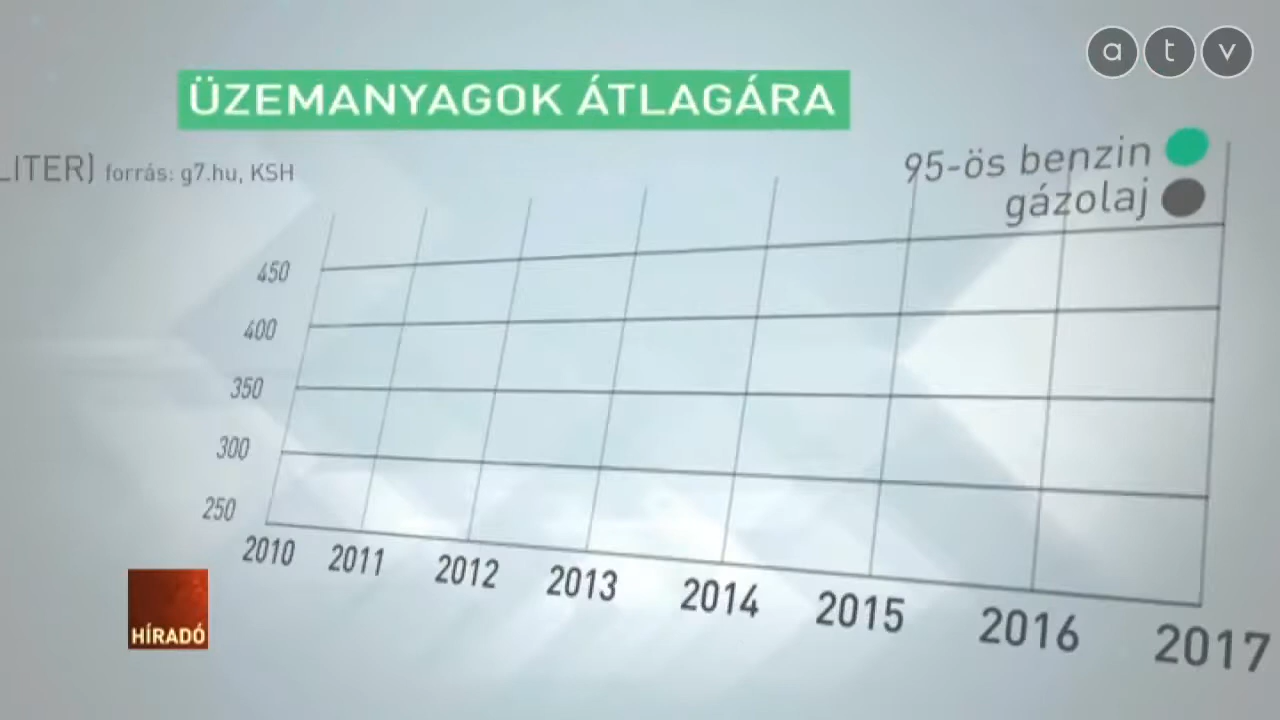 atv
ÜZEMANYAGOK ÁTLAGÁRA
LITER) forrás: g7.hu, KSH
95-ös benzin
gázolaj
450
400
350
300
250
2010 2011 2012 2013 2014 2015 2016 2017
HÍRADÓ